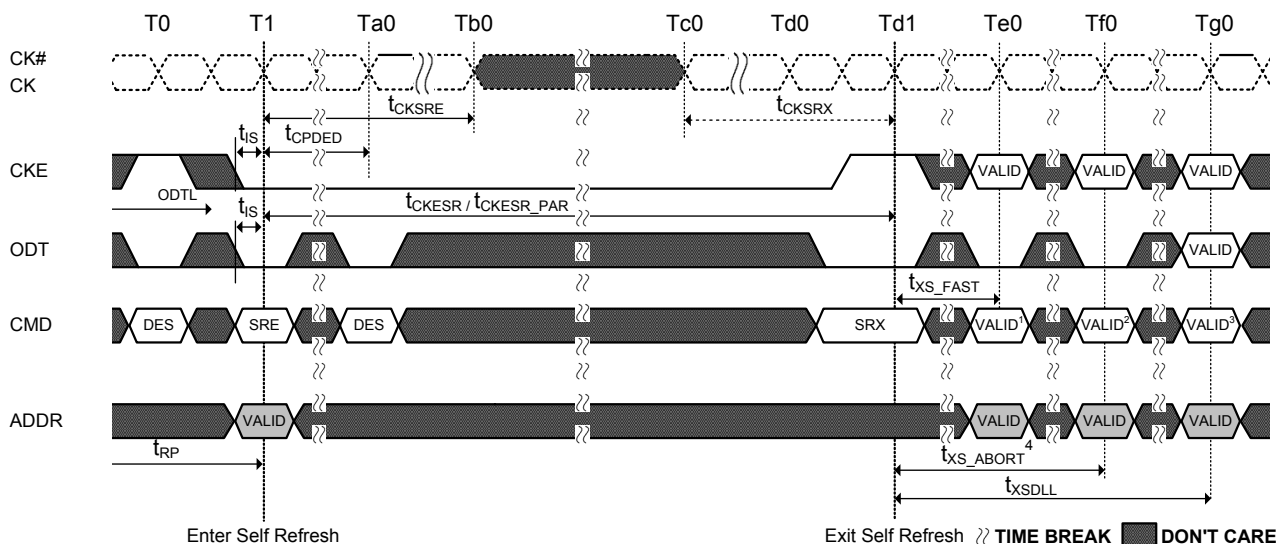 T0 T1 Ta0 Tb0 Tc0 Td0 Td1 Te0 Tf0 Tg0
CK#
CK
tCKSRE tCKSRX
tIS tCPDED
CKE VALID VALID VALID
ODTL
tIS tCKESR / tCKESR_PAR
ODT VALID
tXS_FAST
CMD DES SRE DES SRX VALID1 VALID2 VALID3
ADDR VALID VALID VALID VALID
tRP tXS_ABORT4
tXSDLL
Enter Self Refresh Exit Self Refresh TIME BREAK DON'T CARE